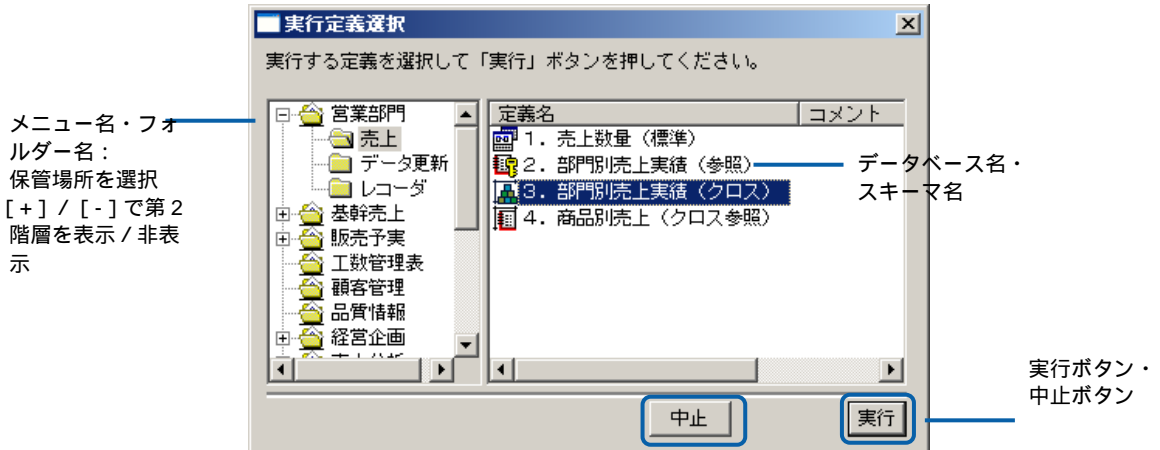 実行定義選択
実行する定義を選択して「実行」ボタンを押してください。
メニュー名・フォ
ルダー名：
保管場所を選択
[+] / [-]で第２
階層を表示/非表
示
営業部門
売上
データ更新
レコーダ
基幹売上
販売予実
工数管理表
顧客管理
品質情報
経営企画
定義名
コメント
１．売上数量（標準）
２．部門別売上実績（参照）
３．部門別売上実績（クロス）
４．商品別売上（クロス参照）
データベース名・
スキーマ名
中止
実行
実行ボタン・
中止ボタン